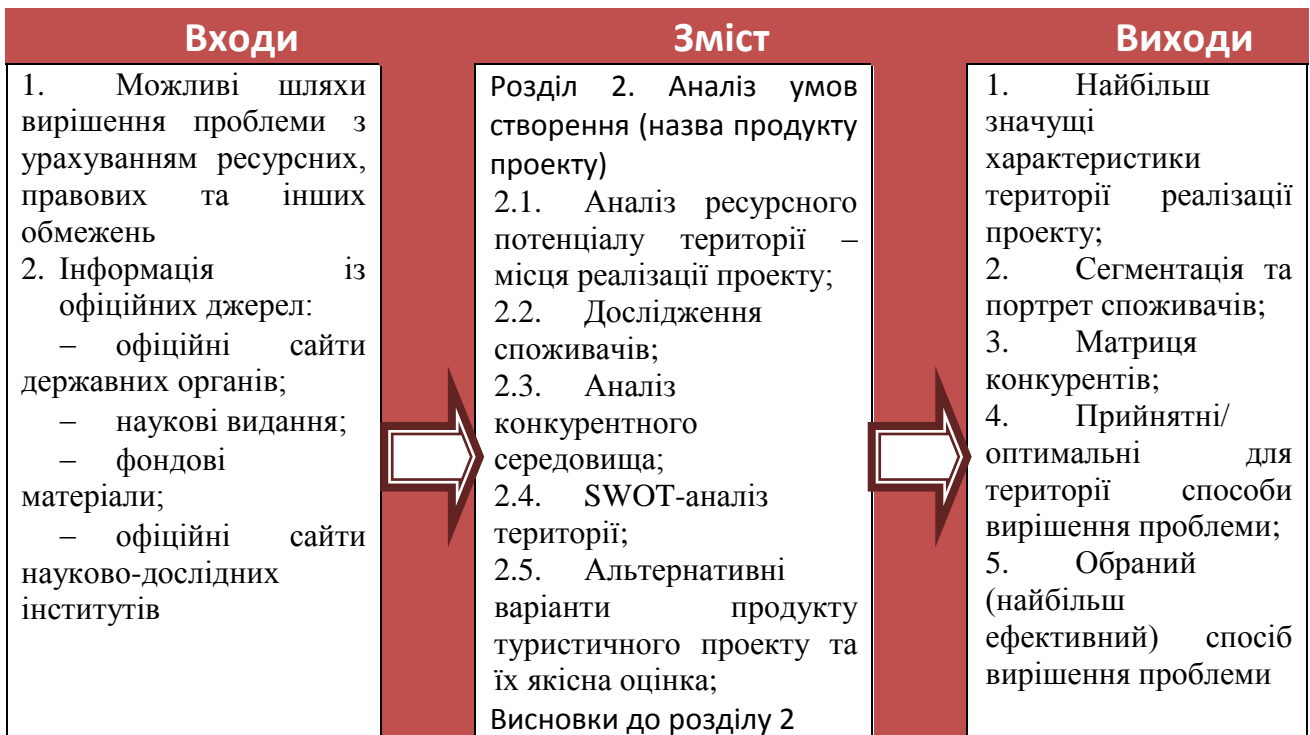 Входи
1. Можливі шляхи
вирішення проблеми з
урахуванням ресурсних,
правових та інших
обмежень
2. Інформація із
офіційних джерел:
– офіційні сайти
державних органів;
– наукові видання;
– фондові
матеріали;
– офіційні сайти
науково-дослідних
інститутів
Зміст
Розділ 2. Аналіз умов
створення (назва продукту
проекту)
2.1. Аналіз ресурсного
потенціалу території –
місця реалізації проекту;
2.2. Дослідження
споживачів;
2.3. Аналіз
конкурентного
середовища;
2.4. SWOT-аналіз
території;
2.5. Альтернативні
варіанти продукту
туристичного проекту та
їх якісна оцінка;
Висновки до розділу 2
Виходи
1. Найбільш
значущі
характеристики
території реалізації
проекту;
2. Сегментація та
портрет споживачів;
3. Матриця
конкурентів;
4. Прийнятні/
оптимальні для
території способи
вирішення проблеми;
5. Обраний
(найбільш
ефективний) спосіб
вирішення проблеми